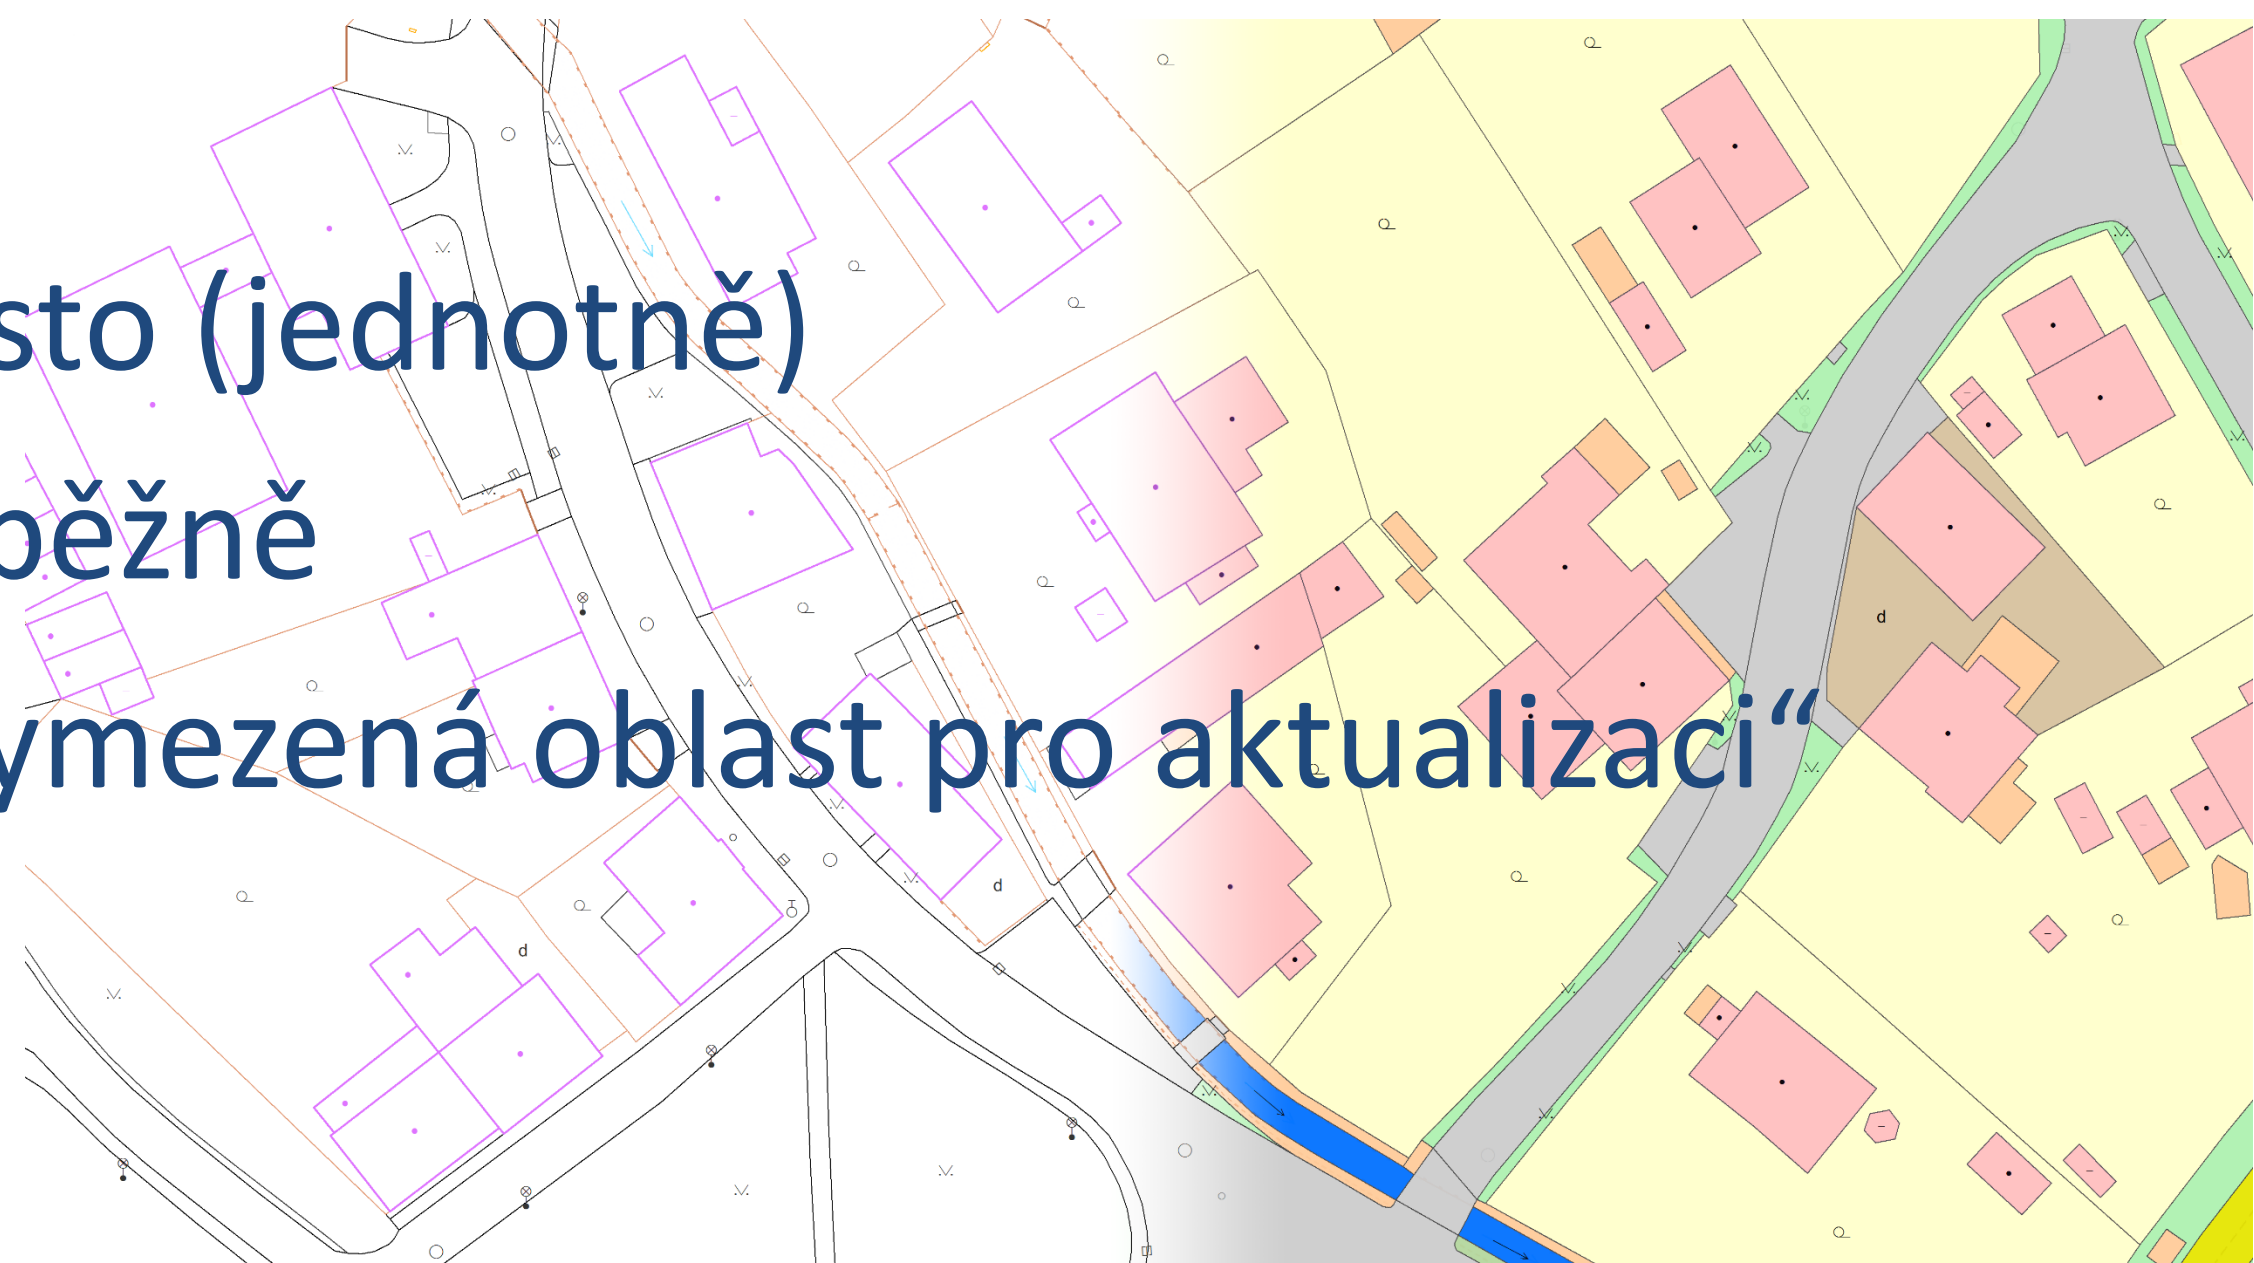 sto (jednotně)
běžně
ymezená oblast pro aktualizaci“
d
d
d